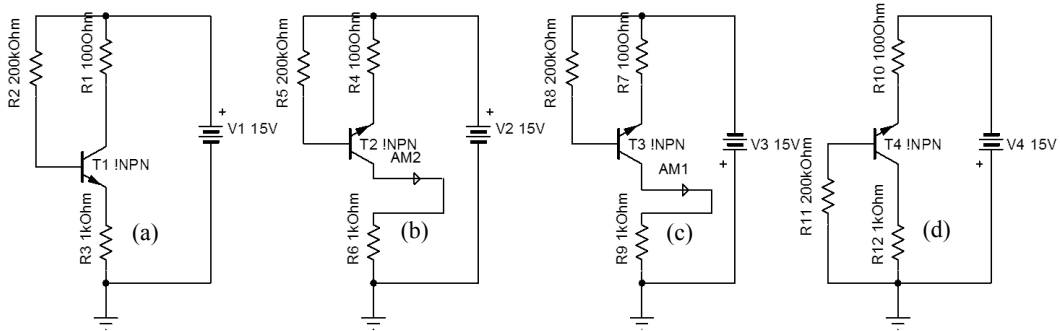 R2 200kOhm
R1 100Ohm
+
V1 15V
T1 !NPN
R3 1kOhm
(a)
R5 200kOhm
R4 100Ohm
+
V2 15V
T2 !NPN
AM2
R6 1kOhm
(b)
R8 200kOhm
R7 100Ohm
V3 15V
+
T3 !NPN
AM1
R9 1kOhm
(c)
R10 100Ohm
T4 !NPN
V4 15V
+
R11 200kOhm
R12 1kOhm
(d)